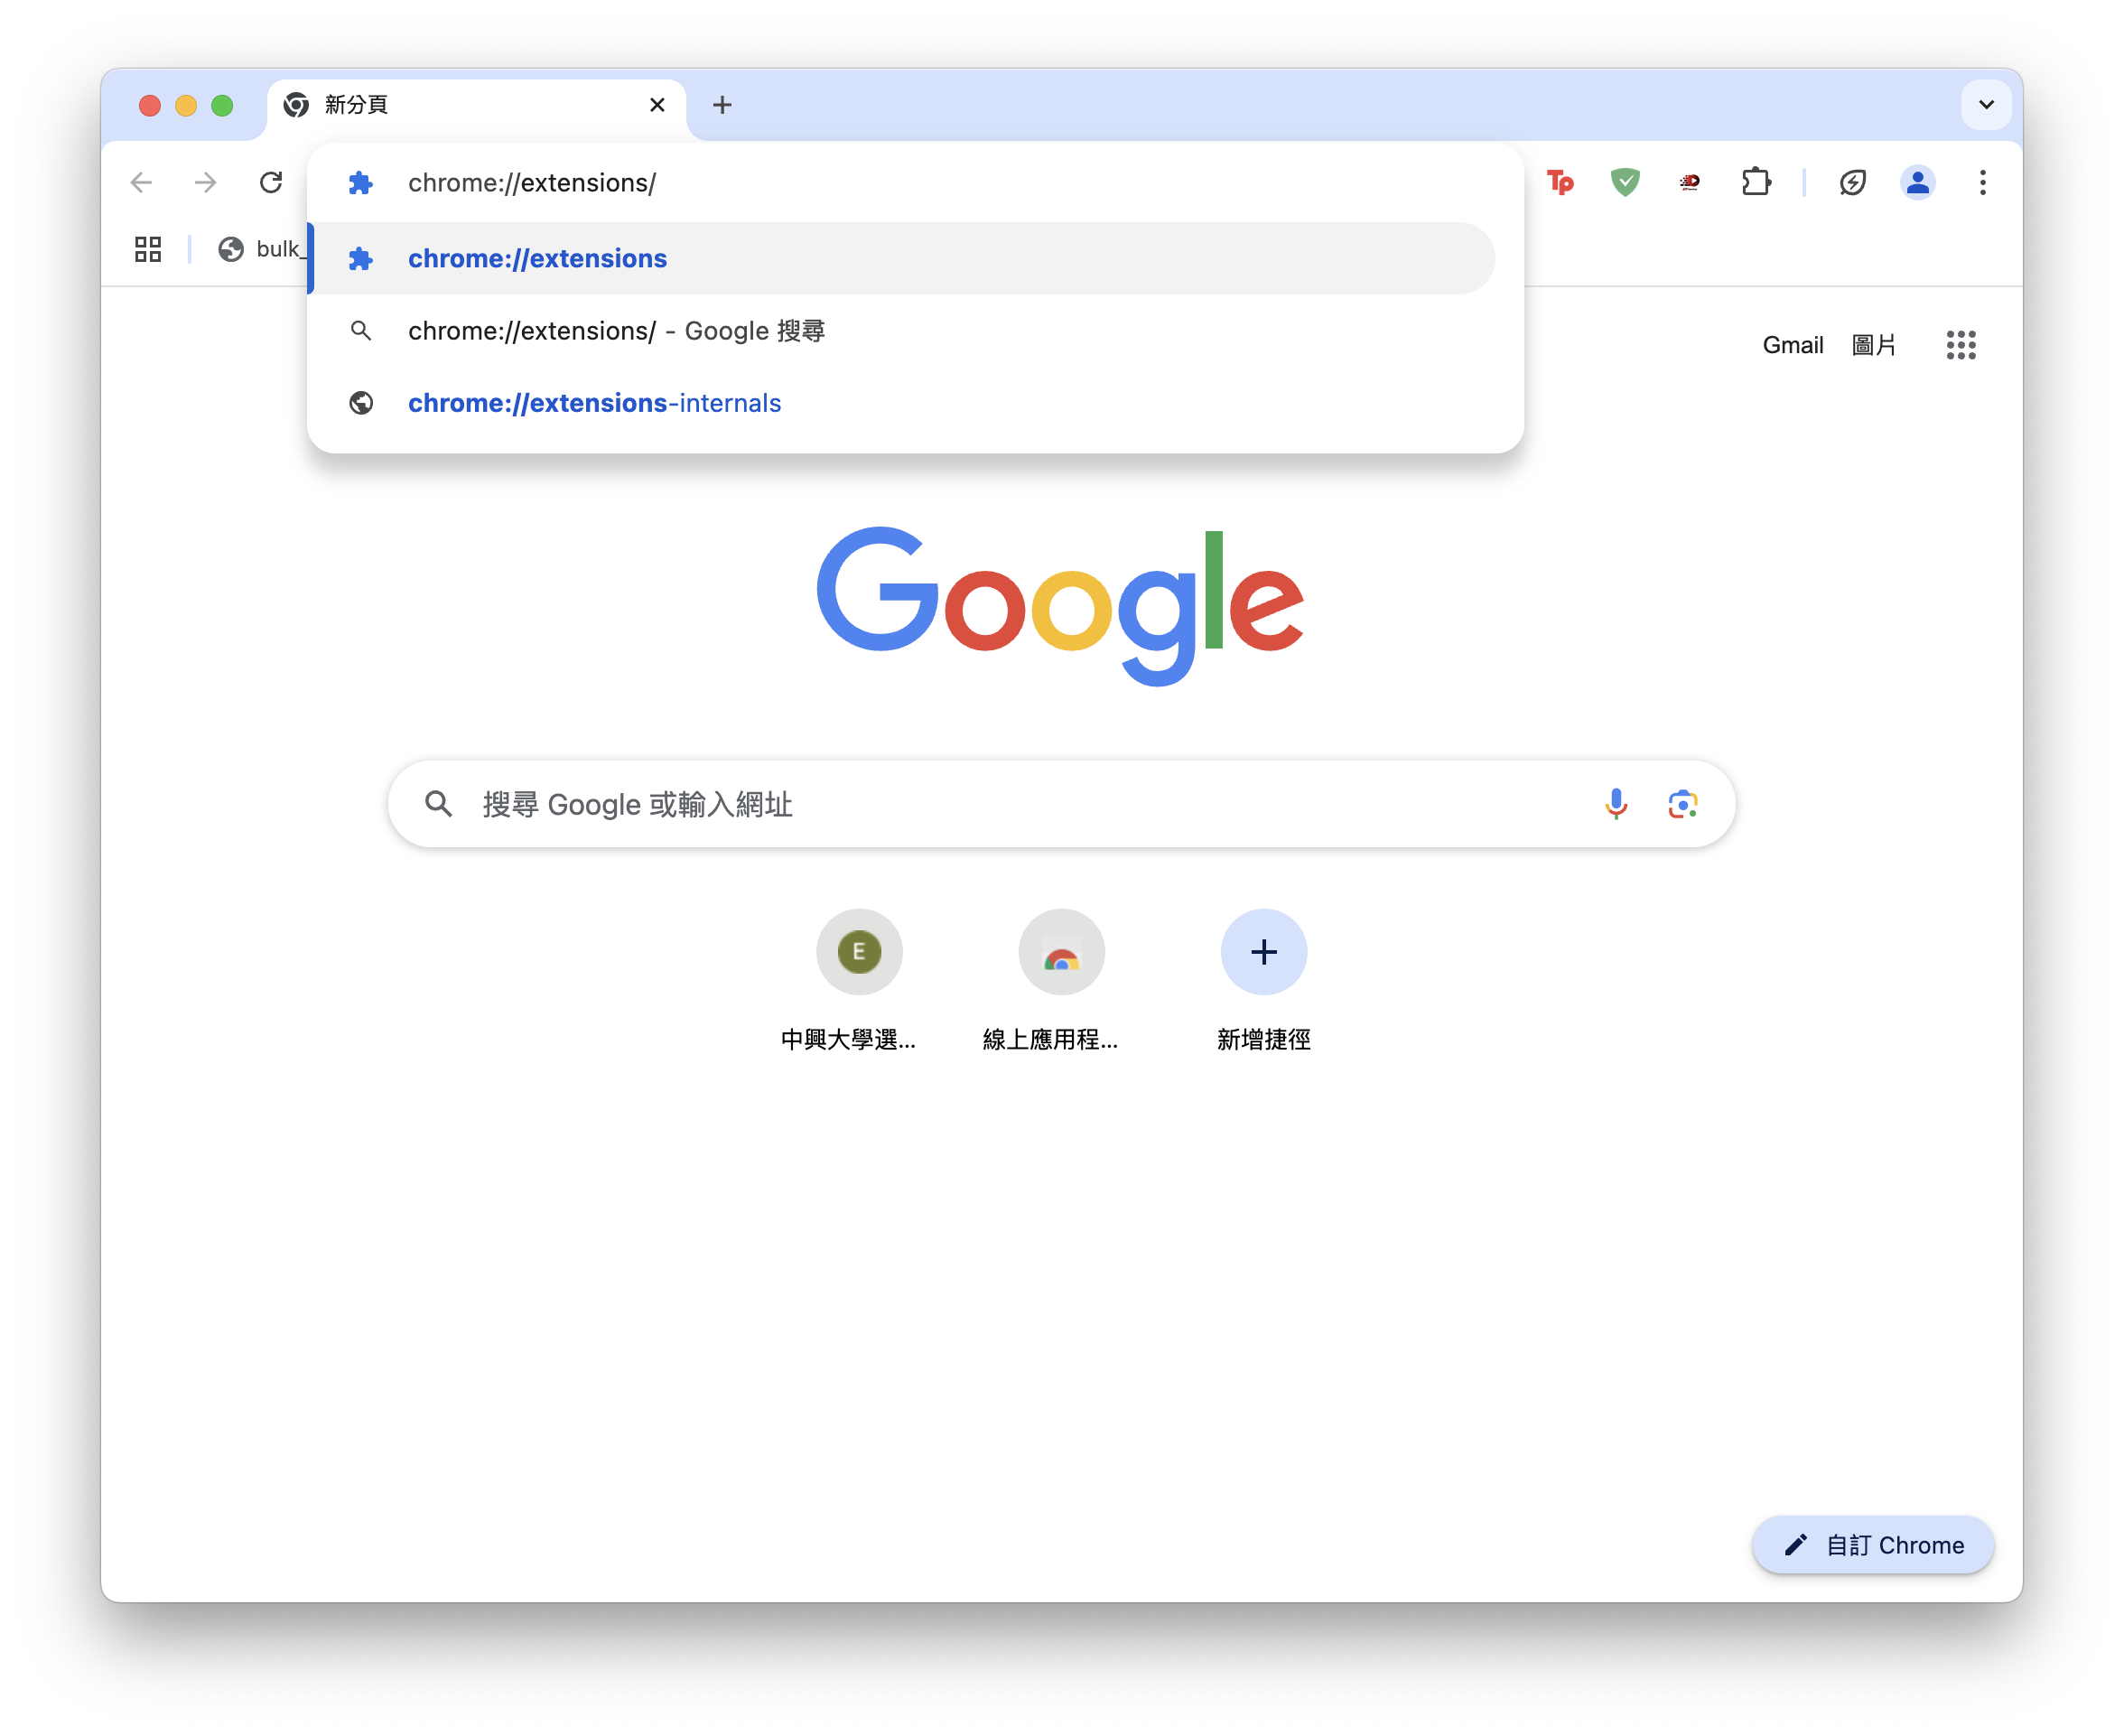 新分頁
chrome://extensions/
Tp
bulk_
chrome://extensions
chrome://extensions/ - Google 搜尋
chrome://extensions-internals
Gmail 圖片
Google
搜尋 Google 或輸入網址
E
中興大學選...
線上應用程...
新增捷徑
自訂 Chrome